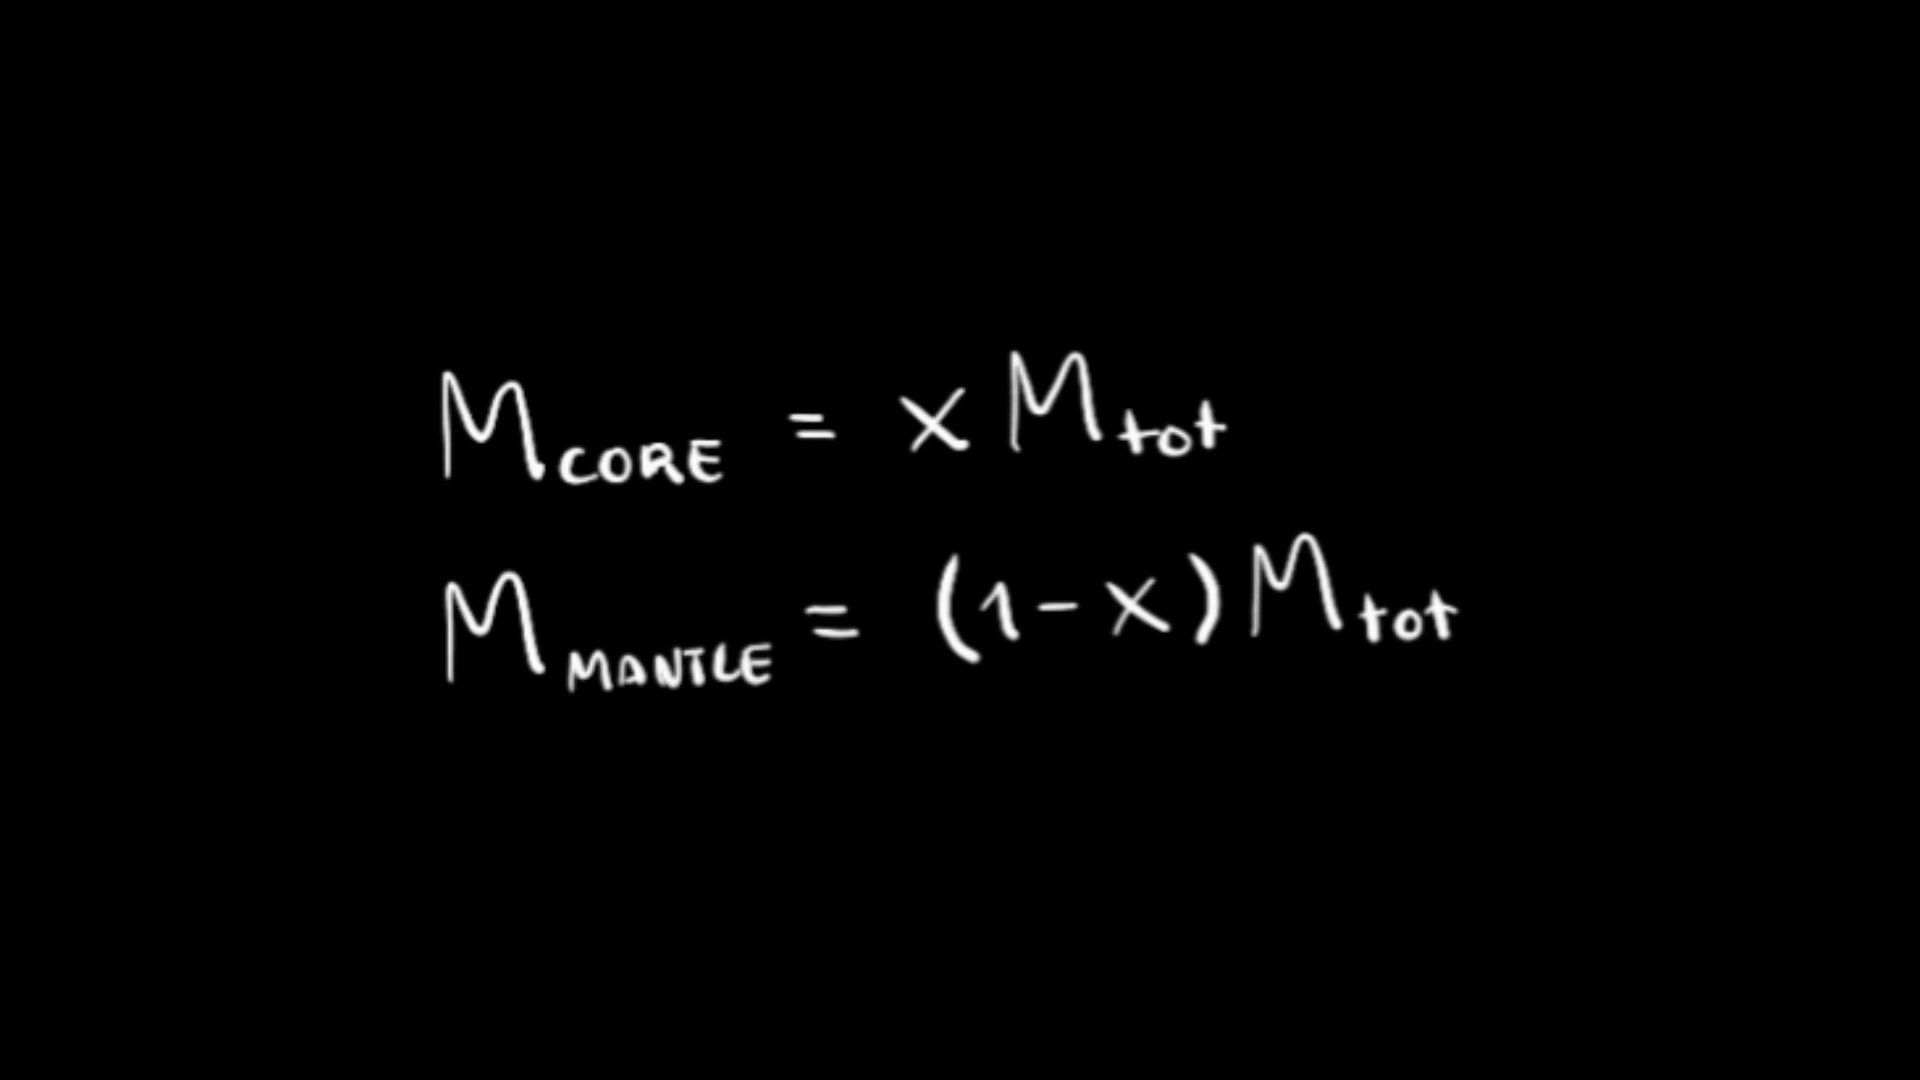 M_CORE = x M_tot
M_MANTLE = (1-x) M_tot